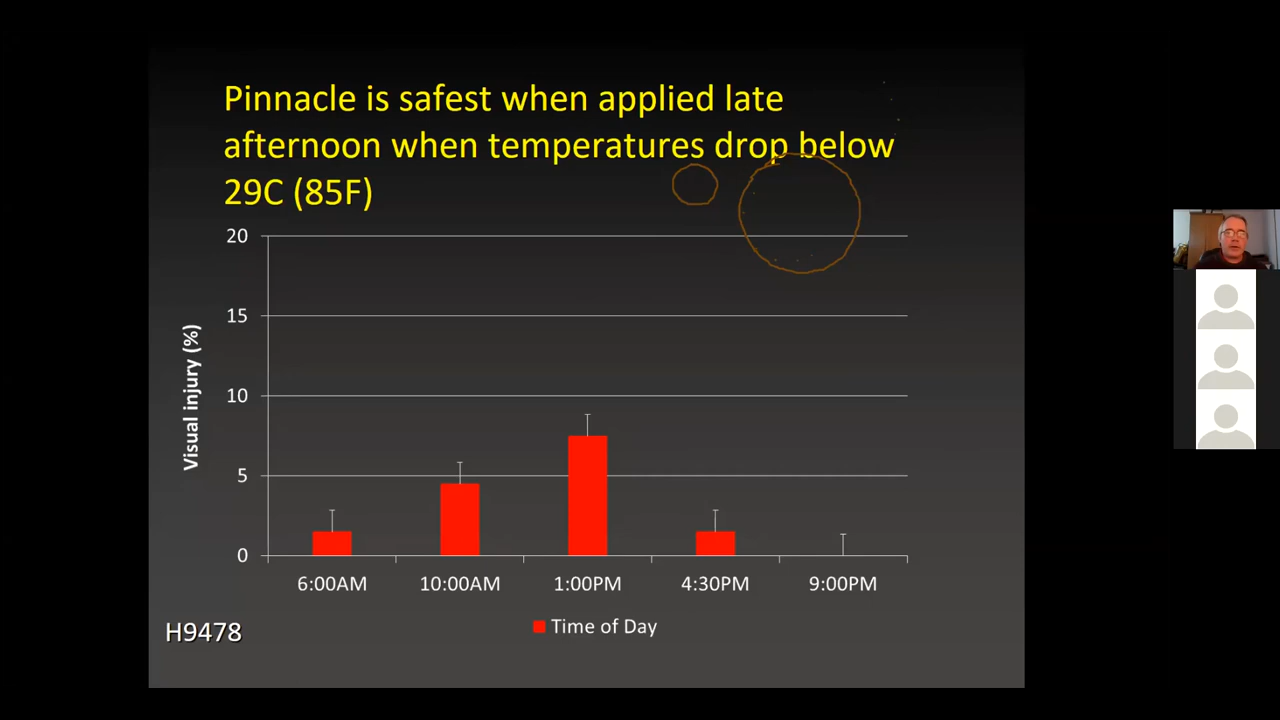 Pinnacle is safest when applied late
afternoon when temperatures drop below
29C (85F)
20
15
10
5
0
Visual injury (%)
6:00AM 10:00AM 1:00PM 4:30PM 9:00PM
Time of Day
H9478